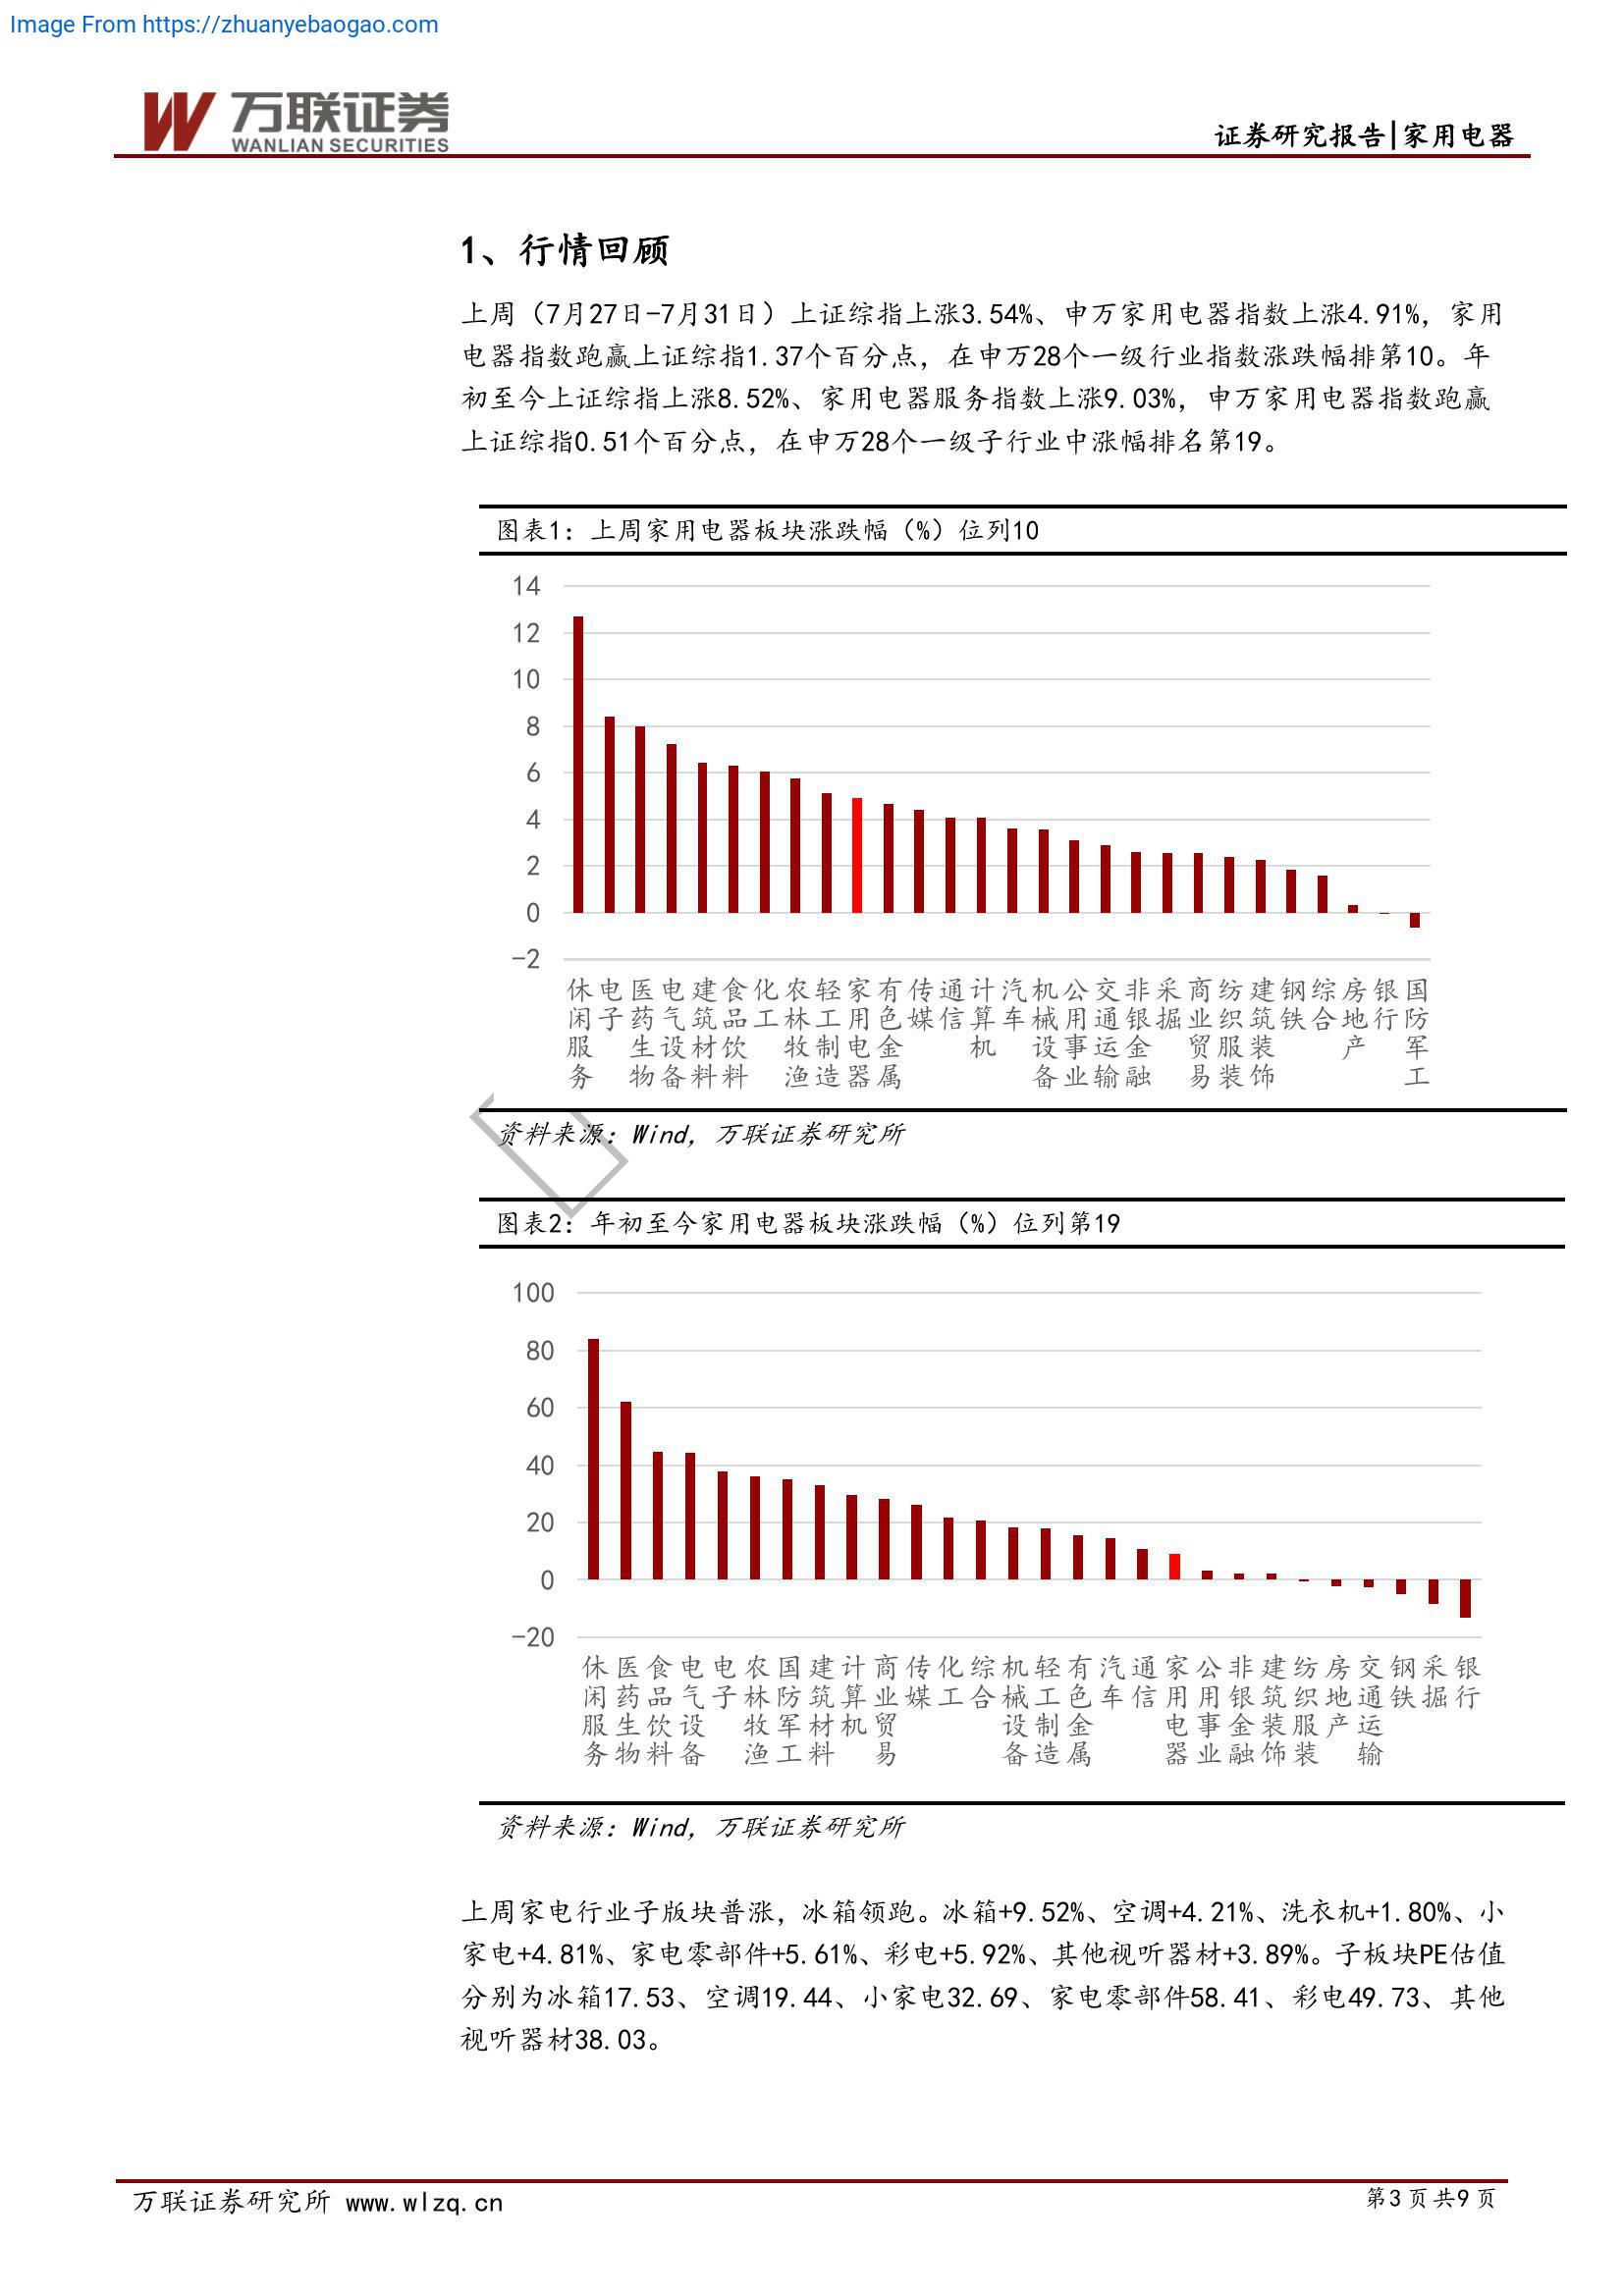 Image From https://zhuanyebaogao.com
万联证券
WANLIAN SECURITIES
证券研究报告|家用电器
1、行情回顾
上周（7月27日-7月31日）上证综指上涨3.54%、申万家用电器指数上涨4.91%，家用
电器指数跑赢上证综指1.37个百分点，在申万28个一级行业指数涨跌幅排第10。年
初至今上证综指上涨8.52%、家用电器服务指数上涨9.03%，申万家用电器指数跑赢
上证综指0.51个百分点，在申万28个一级子行业中涨幅排名第19。
图表1：上周家用电器板块涨跌幅（%）位列10
14
12
10
8
6
4
2
0
-2
休闲服务
电子
医药生物
电气设备
建筑材料
食品饮料
化工
农林牧渔
轻工制造
家用电器
有色金属
传媒
通信
计算机
汽车
机械设备
公用事业
交通运输
非银金融
采掘
商业贸易
纺织服装
建筑装饰
钢铁
综合
房地产
银行
国防军工
资料来源：Wind，万联证券研究所
图表2：年初至今家用电器板块涨跌幅（%）位列第19
100
80
60
40
20
0
-20
休闲服务
医药生物
食品饮料
电气设备
电子
农林牧渔
国防军工
建筑材料
计算机
商业贸易
传媒
化工
综合
机械设备
轻工制造
有色金属
汽车
通信
家用电器
公用事业
非银金融
建筑装饰
纺织服装
房地产
交通运输
钢铁
采掘
银行
资料来源：Wind，万联证券研究所
上周家电行业子版块普涨，冰箱领跑。冰箱+9.52%、空调+4.21%、洗衣机+1.80%、小
家电+4.81%、家电零部件+5.61%、彩电+5.92%、其他视听器材+3.89%。子板块PE估值
分别为冰箱17.53、空调19.44、小家电32.69、家电零部件58.41、彩电49.73、其他
视听器材38.03。
万联证券研究所 www.wlzq.cn
第3页共9页